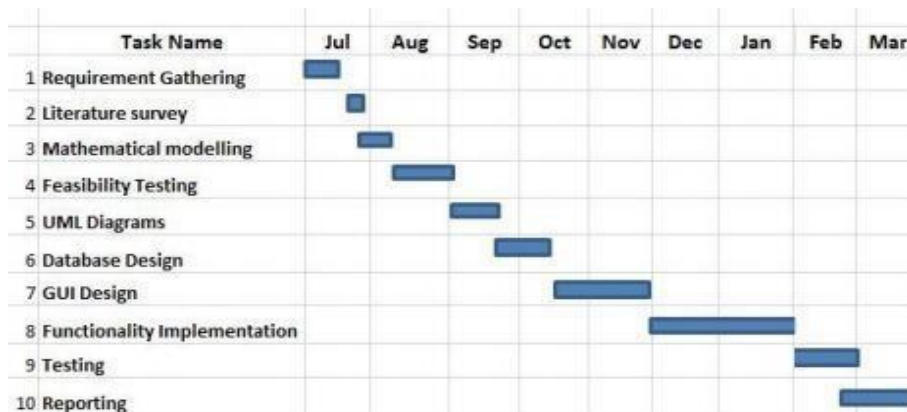 Task Name Jul Aug Sep Oct Nov Dec Jan Feb Mar
1 Requirement Gathering
2 Literature survey
3 Mathematical modelling
4 Feasibility Testing
5 UML Diagrams
6 Database Design
7 GUI Design
8 Functionality Implementation
9 Testing
10 Reporting